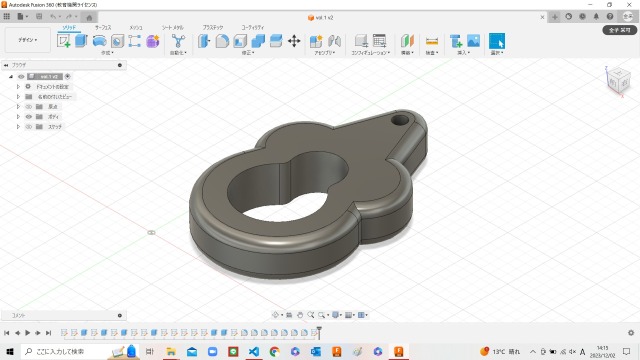 Autodesk Fusion 360 (教育機関ライセンス)
vol.1 v2
金子 英司
デザイン
ソリッド
サーフェス
メッシュ
シート メタル
プラスチック
ユーティリティ
作成
自動化
修正
アセンブリ
コンフィギュレーション
構築
検査
挿入
選択
ブラウザ
vol.1 v2
ドキュメントの設定
名前の付いたビュー
原点
ボディ
スケッチ
コメント
ここに入力して検索
13°C 晴れ
A
14:15
2023/12/02